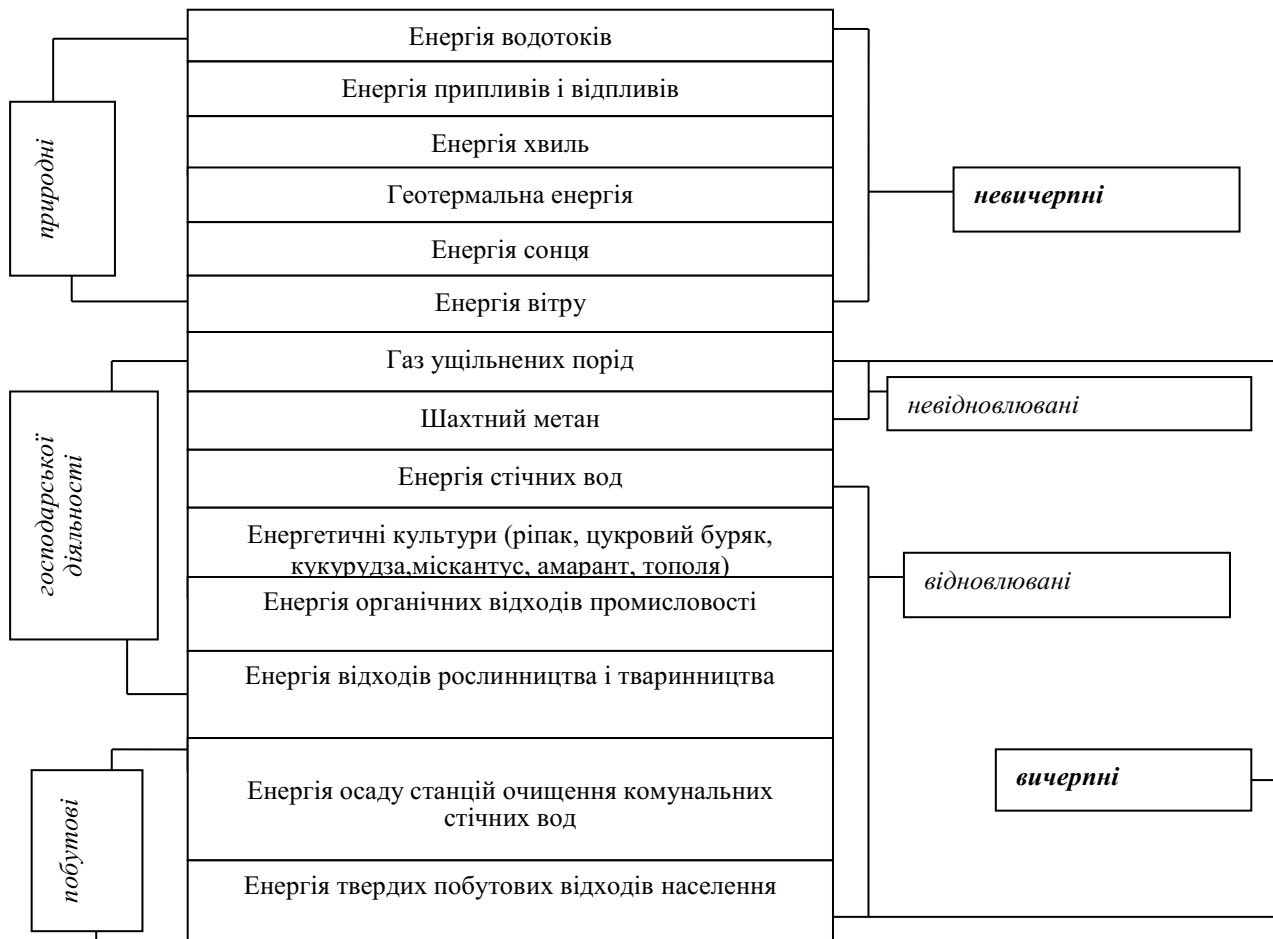 Енергія водотоків
Енергія припливів і відпливів
Енергія хвиль
Геотермальна енергія
Енергія сонця
Енергія вітру
Газ ущільнених порід
Шахтний метан
Енергія стічних вод
Енергетичні культури (ріпак, цукровий буряк,
кукурудза,міскантус, амарант, тополя)
Енергія органічних відходів промисловості
Енергія відходів рослинництва і тваринництва
Енергія осаду станцій очищення комунальних
стічних вод
Енергія твердих побутових відходів населення
природні
господарської
діяльності
побутові
невичерпні
невідновлювані
відновлювані
вичерпні